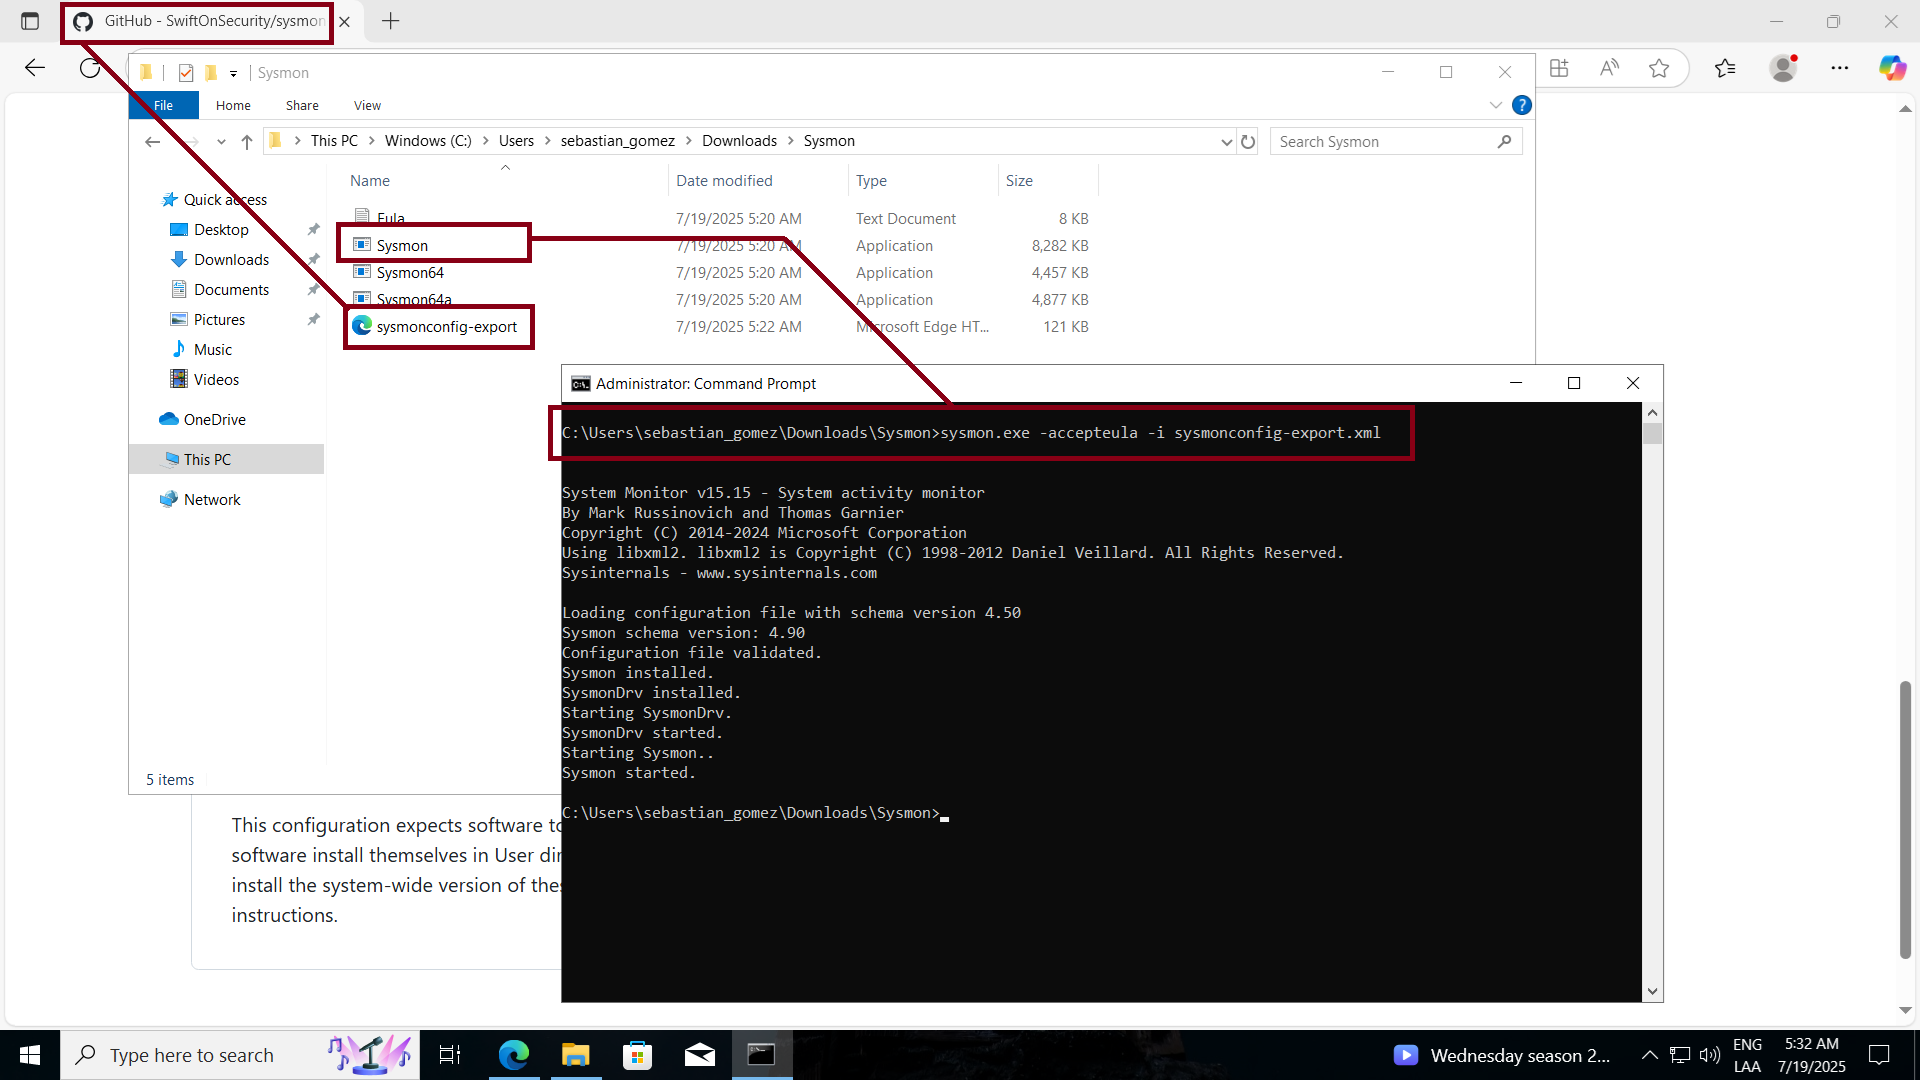 GitHub - SwiftOnSecurity/sysmon
Sysmon
File Home Share View
This PC > Windows (C:) > Users > sebastian_gomez > Downloads > Sysmon
Search Sysmon
Name Date modified Type Size
Eula 7/19/2025 5:20 AM Text Document 8 KB
Sysmon 7/19/2025 5:20 AM Application 8,282 KB
Sysmon64 7/19/2025 5:20 AM Application 4,457 KB
Sysmon64a 7/19/2025 5:20 AM Application 4,877 KB
sysmonconfig-export 7/19/2025 5:22 AM Microsoft Edge HT... 121 KB
Quick access
Desktop
Downloads
Documents
Pictures
Music
Videos
OneDrive
This PC
Network
5 items
Administrator: Command Prompt
C:\Users\sebastian_gomez\Downloads\Sysmon>sysmon.exe -accepteula -i sysmonconfig-export.xml
System Monitor v15.15 - System activity monitor
By Mark Russinovich and Thomas Garnier
Copyright (C) 2014-2024 Microsoft Corporation
Using libxml2. libxml2 is Copyright (C) 1998-2012 Daniel Veillard. All Rights Reserved.
Sysinternals - www.sysinternals.com
Loading configuration file with schema version 4.50
Sysmon schema version: 4.90
Configuration file validated.
Sysmon installed.
SysmonDrv installed.
Starting SysmonDrv.
SysmonDrv started.
Starting Sysmon..
Sysmon started.
C:\Users\sebastian_gomez\Downloads\Sysmon>
This configuration expects software
software install themselves in User
install the system-wide version of
instructions.
Type here to search
Wednesday season 2...
ENG
LAA
5:32 AM
7/19/2025